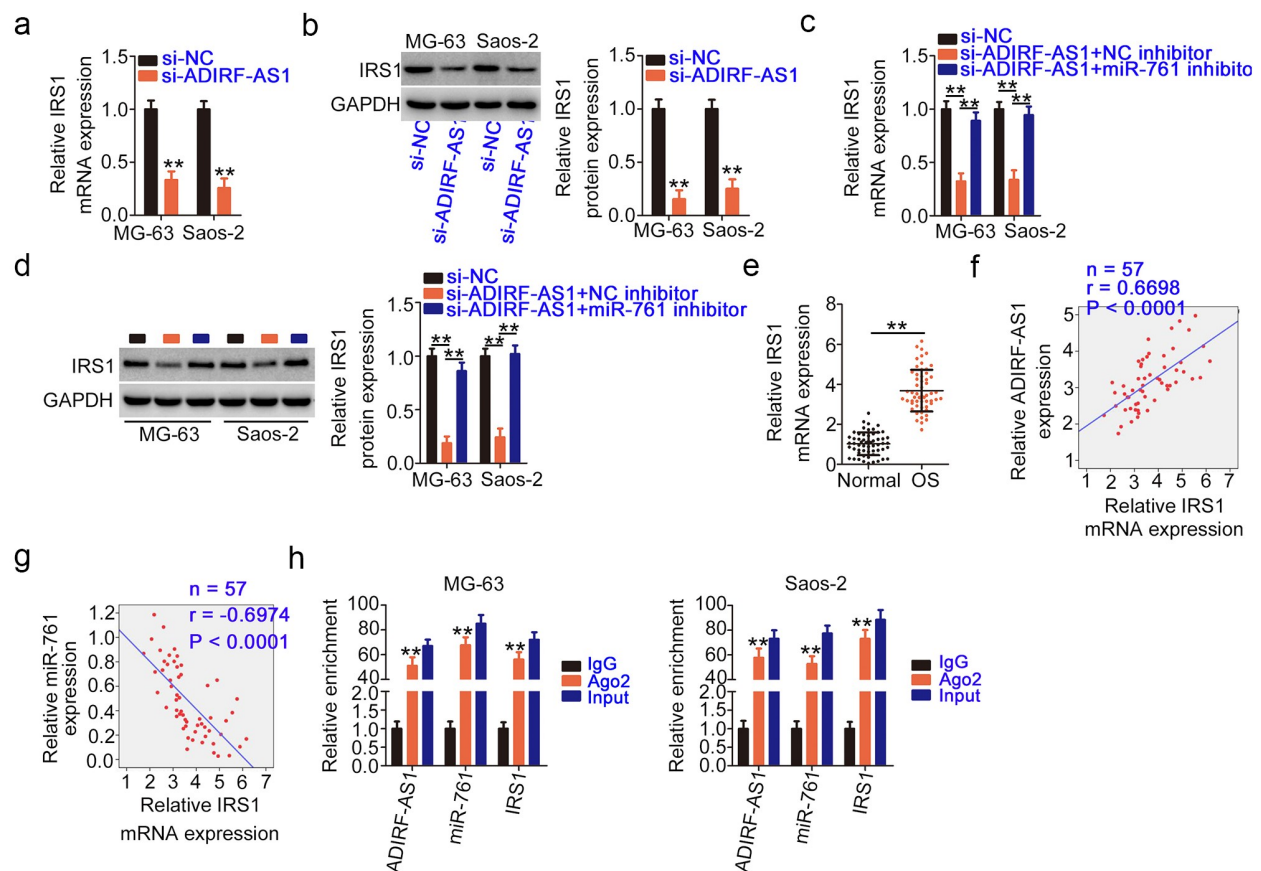 a
si-NC
si-ADIRF-AS1
Relative IRS1
mRNA expression
1.5
1.0
0.5
0.0
**
**
MG-63
Saos-2
b
MG-63
Saos-2
IRS1
GAPDH
si-NC
si-ADIRF-AS1
si-NC
si-ADIRF-AS1
si-NC
si-ADIRF-AS1
Relative IRS1
protein expression
1.5
1.0
0.5
0.0
**
**
MG-63
Saos-2
c
si-NC
si-ADIRF-AS1+NC inhibitor
si-ADIRF-AS1+miR-761 inhibito
Relative IRS1
mRNA expression
1.5
1.0
0.5
0.0
**
**
**
**
MG-63
Saos-2
d
IRS1
GAPDH
MG-63
Saos-2
si-NC
si-ADIRF-AS1+NC inhibitor
si-ADIRF-AS1+miR-761 inhibitor
Relative IRS1
protein expression
1.5
1.0
0.5
0.0
**
**
**
**
MG-63
Saos-2
e
Relative IRS1
mRNA expression
8
6
4
2
0
**
Normal
OS
f
n = 57
r = 0.6698
P < 0.0001
Relative ADIRF-AS1
expression
5
4
3
2
1
1 2 3 4 5 6 7
Relative IRS1
mRNA expression
g
n = 57
r = -0.6974
P < 0.0001
Relative miR-761
expression
1.2
1.0
0.8
0.6
0.4
0.2
0.0
1 2 3 4 5 6 7
Relative IRS1
mRNA expression
h
MG-63
Relative enrichment
100
80
60
40
2.0
1.5
1.0
0.5
0.0
**
**
**
ADIRF-AS1
miR-761
IRS1
IgG
Ago2
Input
Saos-2
Relative enrichment
100
80
60
40
2.0
1.5
1.0
0.5
0.0
**
**
**
ADIRF-AS1
miR-761
IRS1
IgG
Ago2
Input